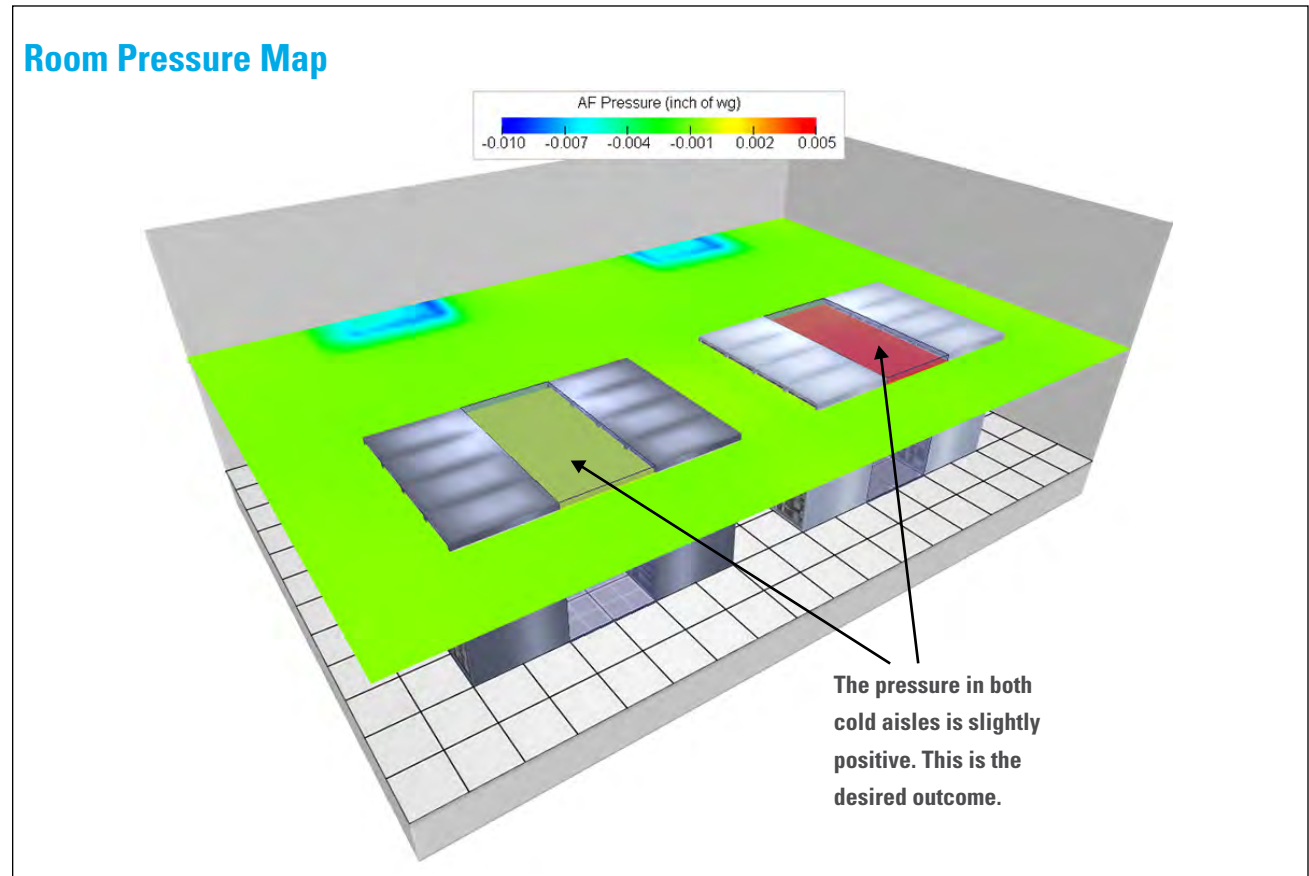 Room Pressure Map
AF Pressure (inch of wg)
-0.010 -0.007 -0.004 -0.001 0.002 0.005
The pressure in both
cold aisles is slightly
positive. This is the
desired outcome.